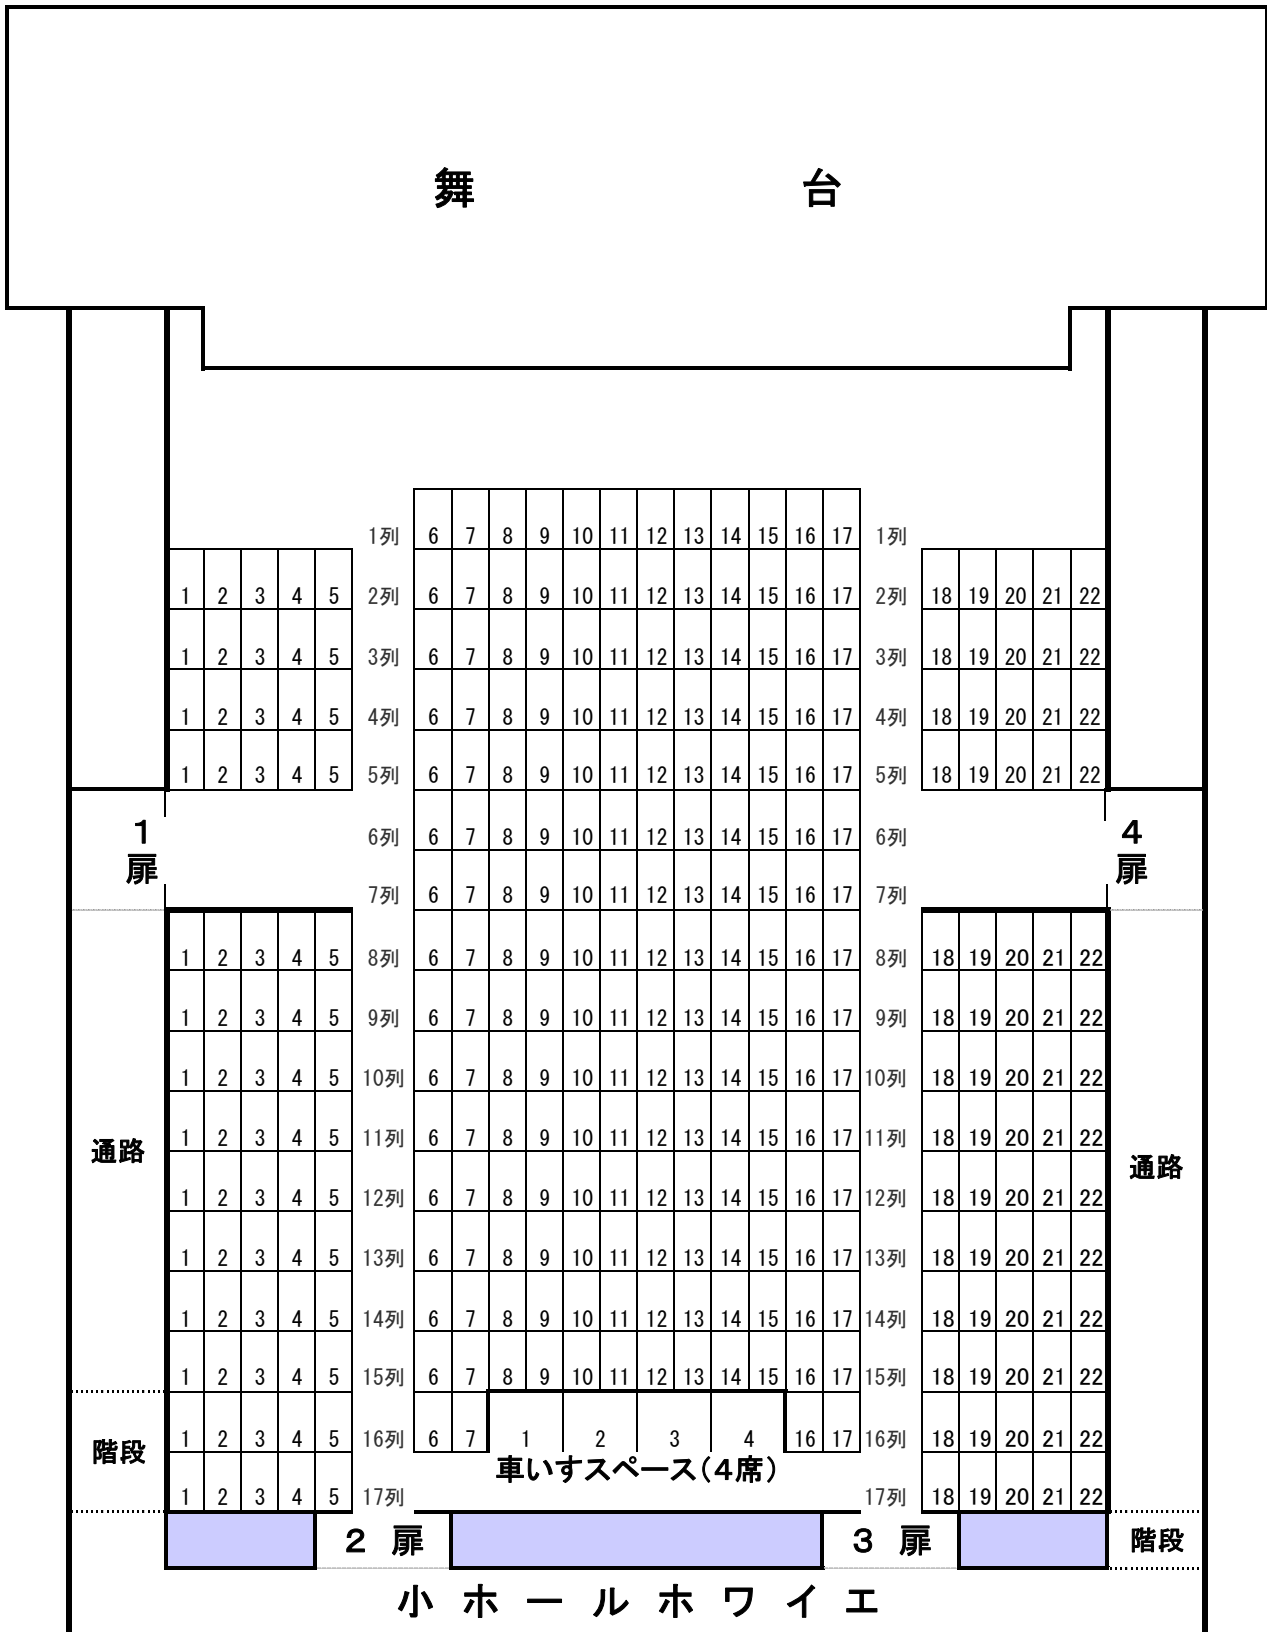 舞 台
1列 6 7 8 9 10 11 12 13 14 15 16 17 1列
1 2 3 4 5 2列 6 7 8 9 10 11 12 13 14 15 16 17 2列 18 19 20 21 22
1 2 3 4 5 3列 6 7 8 9 10 11 12 13 14 15 16 17 3列 18 19 20 21 22
1 2 3 4 5 4列 6 7 8 9 10 11 12 13 14 15 16 17 4列 18 19 20 21 22
1 2 3 4 5 5列 6 7 8 9 10 11 12 13 14 15 16 17 5列 18 19 20 21 22
1
扉
6列 6 7 8 9 10 11 12 13 14 15 16 17 6列
7列 6 7 8 9 10 11 12 13 14 15 16 17 7列
4
扉
1 2 3 4 5 8列 6 7 8 9 10 11 12 13 14 15 16 17 8列 18 19 20 21 22
1 2 3 4 5 9列 6 7 8 9 10 11 12 13 14 15 16 17 9列 18 19 20 21 22
1 2 3 4 5 10列 6 7 8 9 10 11 12 13 14 15 16 17 10列 18 19 20 21 22
1 2 3 4 5 11列 6 7 8 9 10 11 12 13 14 15 16 17 11列 18 19 20 21 22
通路
通路
1 2 3 4 5 12列 6 7 8 9 10 11 12 13 14 15 16 17 12列 18 19 20 21 22
1 2 3 4 5 13列 6 7 8 9 10 11 12 13 14 15 16 17 13列 18 19 20 21 22
1 2 3 4 5 14列 6 7 8 9 10 11 12 13 14 15 16 17 14列 18 19 20 21 22
1 2 3 4 5 15列 6 7 8 9 10 11 12 13 14 15 16 17 15列 18 19 20 21 22
1 2 3 4 5 16列 6 7 1 2 3 4 16 17 16列 18 19 20 21 22
階段
車いすスペース(4席)
1 2 3 4 5 17列 17列 18 19 20 21 22
2 扉 3 扉 階段
小ホールホワイエ